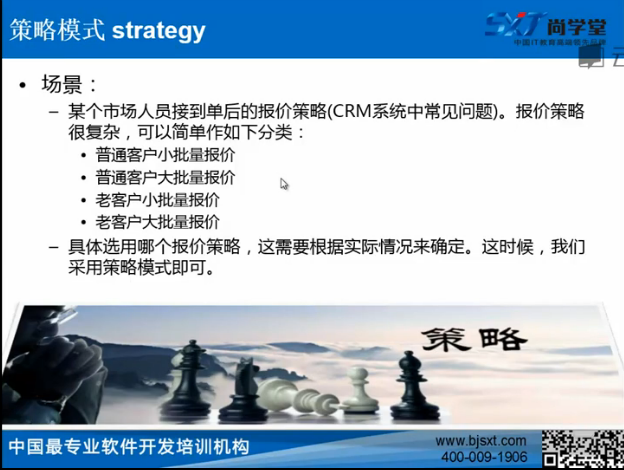 策略模式 strategy
SXT 尚学堂
中国IT教育高端领先品牌
云
• 场景：
– 某个市场人员接到单后的报价策略(CRM系统中常见问题)。报价策略
很复杂，可以简单作如下分类：
• 普通客户小批量报价
• 普通客户大批量报价
• 老客户小批量报价
• 老客户大批量报价
– 具体选用哪个报价策略，这需要根据实际情况来确定。这时候，我们
采用策略模式即可。
策略
中国最专业软件开发培训机构
www.bjsxt.com
400-009-1906